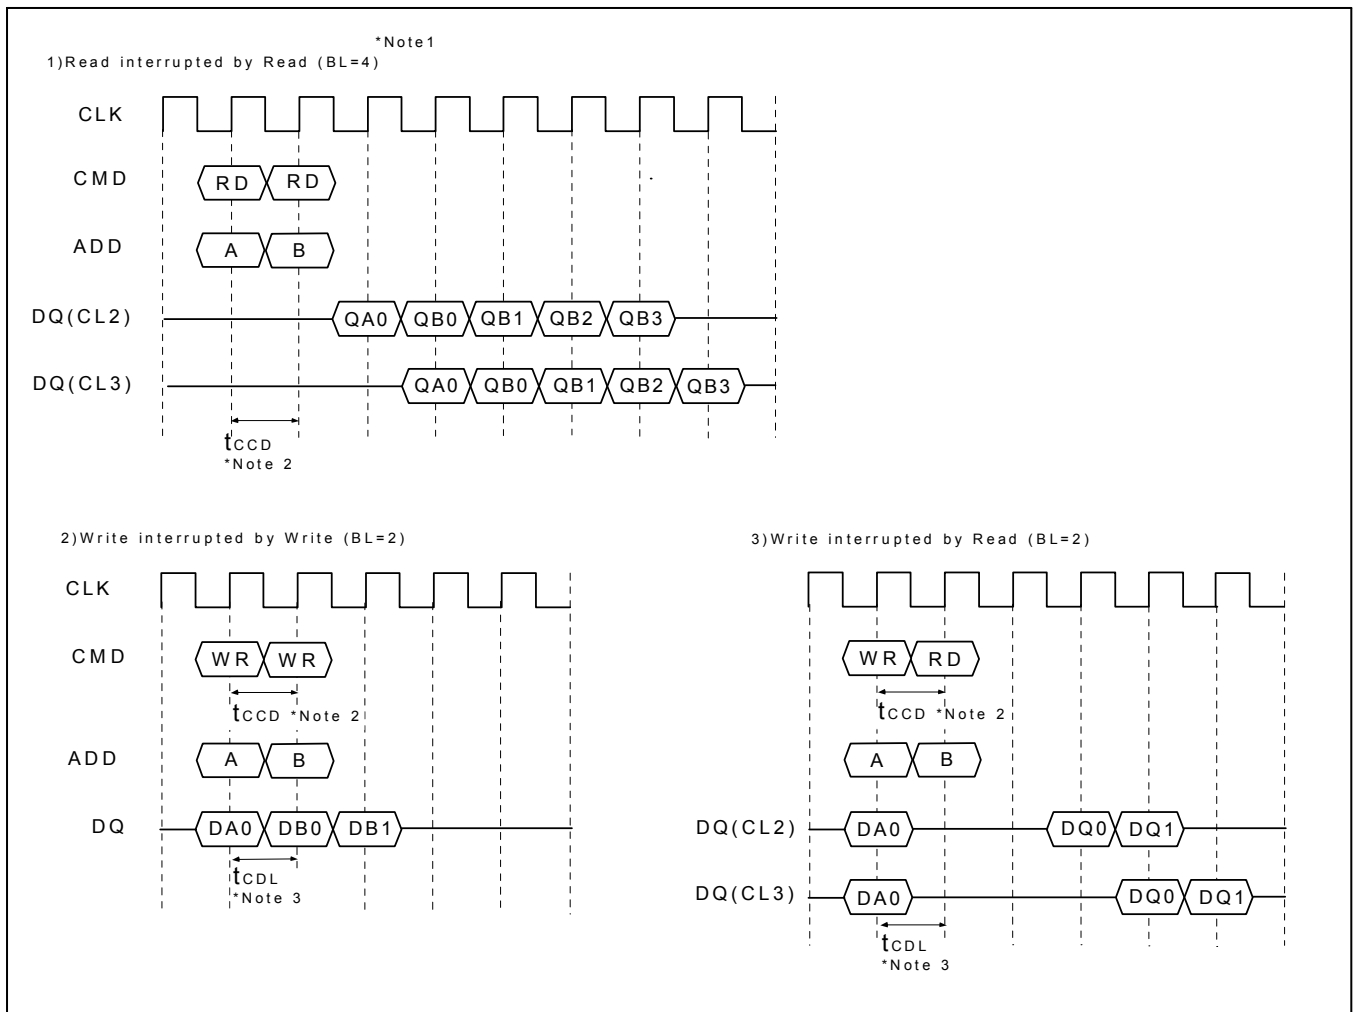 *Note1
1)Read interrupted by Read (BL=4)
CLK
CMD RD RD
ADD A B
DQ(CL2) QA0 QB0 QB1 QB2 QB3
DQ(CL3) QA0 QB0 QB1 QB2 QB3
tCCD
*Note 2
2)Write interrupted by Write (BL=2)
CLK
CMD WR WR
tCCD *Note 2
ADD A B
DQ DA0 DB0 DB1
tCDL
*Note 3
3)Write interrupted by Read (BL=2)
WR RD
tCCD *Note 2
A B
DQ(CL2) DA0 DQ0 DQ1
DQ(CL3) DA0 DQ0 DQ1
tCDL
*Note 3